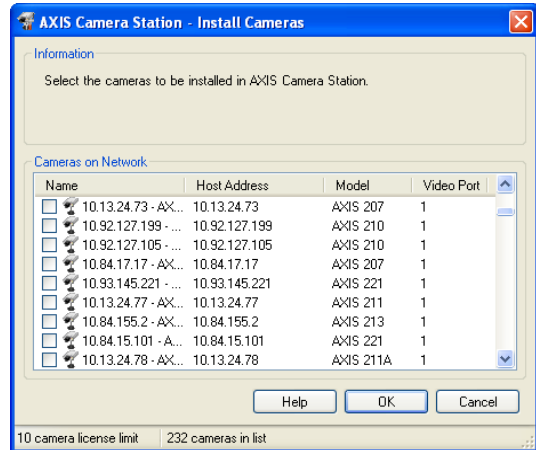 AXIS Camera Station - Install Cameras
Information
Select the cameras to be installed in AXIS Camera Station.
Cameras on Network
Name Host Address Model Video Port
10.13.24.73 - AX... 10.13.24.73 AXIS 207 1
10.92.127.199 - ... 10.92.127.199 AXIS 210 1
10.92.127.105 - ... 10.92.127.105 AXIS 210 1
10.84.17.17 - AX... 10.84.17.17 AXIS 207 1
10.93.145.221 - ... 10.93.145.221 AXIS 221 1
10.13.24.77 - AX... 10.13.24.77 AXIS 211 1
10.84.155.2 - AX... 10.84.155.2 AXIS 213 1
10.84.15.101 - A... 10.84.15.101 AXIS 221 1
10.13.24.78 - AX... 10.13.24.78 AXIS 211A 1
Help OK Cancel
10 camera license limit 232 cameras in list